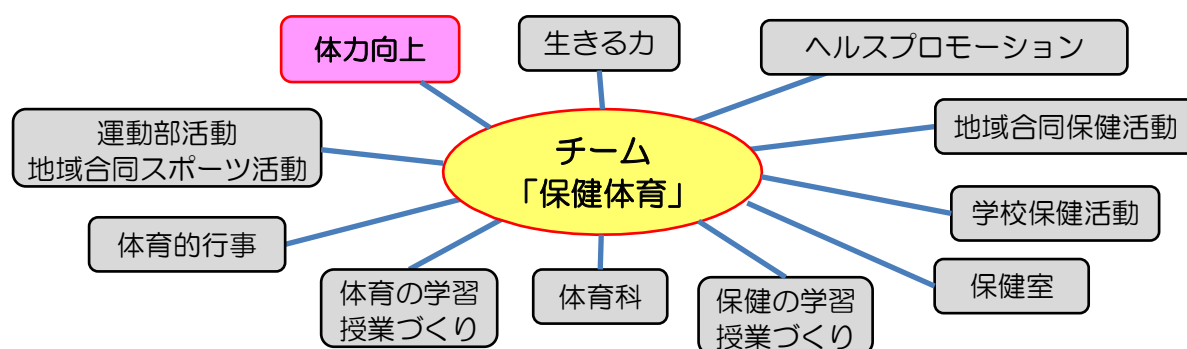 体力向上
生きる力
ヘルスプロモーション
運動部活動
地域合同スポーツ活動
チーム
「保健体育」
地域合同保健活動
学校保健活動
体育的行事
保健室
体育の学習
授業づくり
体育科
保健の学習
授業づくり